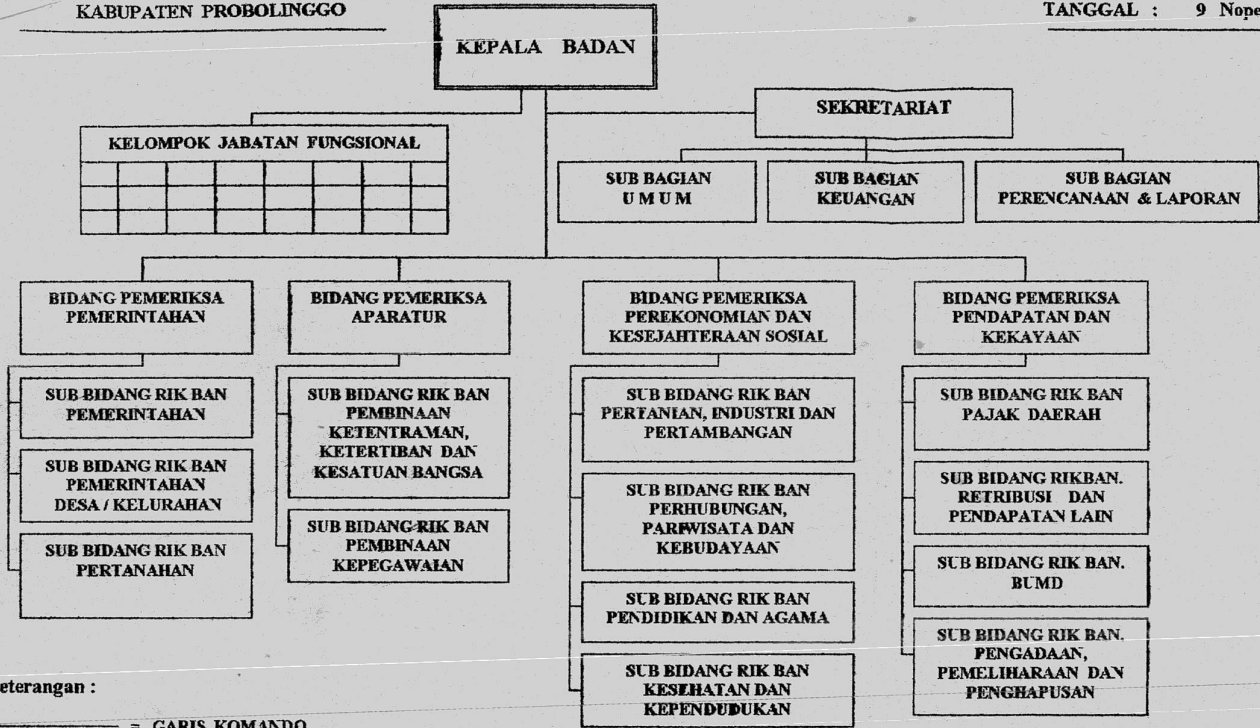 KABUPATEN PROBOLINGGO
TANGGAL : 9 Nope
KEPALA BADAN
SEKRETARIAT
KELOMPOK JABATAN FUNGSIONAL
SUB BAGIAN
U M U M
SUB BAGIAN
KEUANGAN
SUB BAGIAN
PERENCANAAN & LAPORAN
BIDANG PEMERIKSA
PEMERINTAHAN
BIDANG PEMERIKSA
APARATUR
BIDANG PEMERIKSA
PEREKONOMIAN DAN
KESEJAHTERAAN SOSIAL
BIDANG PEMERIKSA
PENDAPATAN DAN
KEKAYAAN
SUB BIDANG RIK BAN
PEMERINTAHAN
SUB BIDANG RIK BAN
PEMERINTAHAN
DESA / KELURAHAN
SUB BIDANG RIK BAN
PERTANAHAN
SUB BIDANG RIK BAN
PEMBINAAN
KETENTRAMAN,
KETERTIBAN DAN
KESATUAN BANGSA
SUB BIDANG RIK BAN
PEMBINAAN
KEPEGAWAIAN
SUB BIDANG RIK BAN
PERTANIAN, INDUSTRI DAN
PERTAMBANGAN
SUB BIDANG RIK BAN
PERHUBUNGAN,
PARIWISATA DAN
KEBUDAYAAN
SUB BIDANG RIK BAN
PENDIDIKAN DAN AGAMA
SUB BIDANG RIK BAN
KESEHATAN DAN
KEPENDUDUKAN
SUB BIDANG RIK BAN
PAJAK DAERAH
SUB BIDANG RIKBAN.
RETRIBUSI DAN
PENDAPATAN LAIN
SUB BIDANG RIK BAN.
BUMD
SUB BIDANG RIK BAN.
PENGADAAN,
PEMELIHARAAN DAN
PENGHAPUSAN
eterangan :
= GARIS KOMANDO